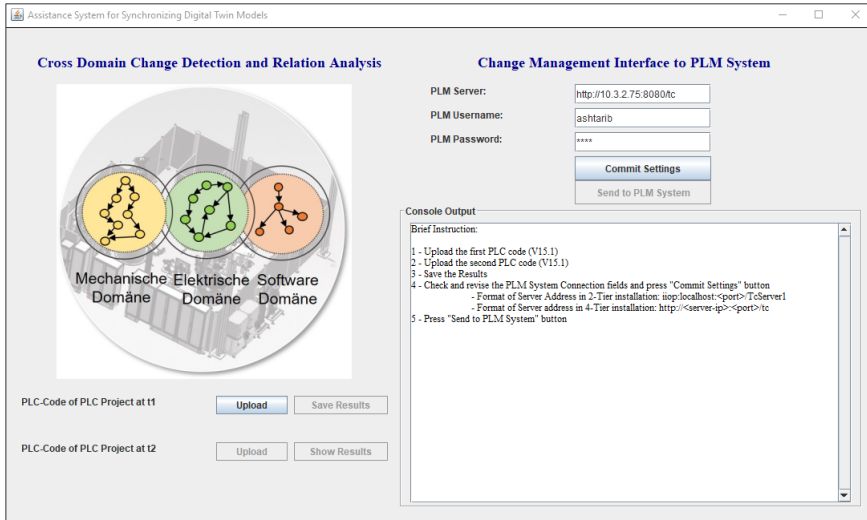 Assistance System for Synchronizing Digital Twin Models
Cross Domain Change Detection and Relation Analysis
Mechanische Domäne
Elektrische Domäne
Software Domäne
PLC-Code of PLC Project at t1
Upload
Save Results
PLC-Code of PLC Project at t2
Upload
Show Results
Change Management Interface to PLM System
PLM Server:
http://10.3.2.75:8080/tc
PLM Username:
ashtarib
PLM Password:
****
Commit Settings
Send to PLM System
Console Output
Brief Instruction:
1 - Upload the first PLC code (V15.1)
2 - Upload the second PLC code (V15.1)
3 - Save the Results
4 - Check and revise the PLM System Connection fields and press "Commit Settings" button
- Format of Server Address in 2-Tier installation: iiop:localhost:<port>/TcServer1
- Format of Server address in 4-Tier installation: http://<server-ip>:<port>/tc
5 - Press "Send to PLM System" button